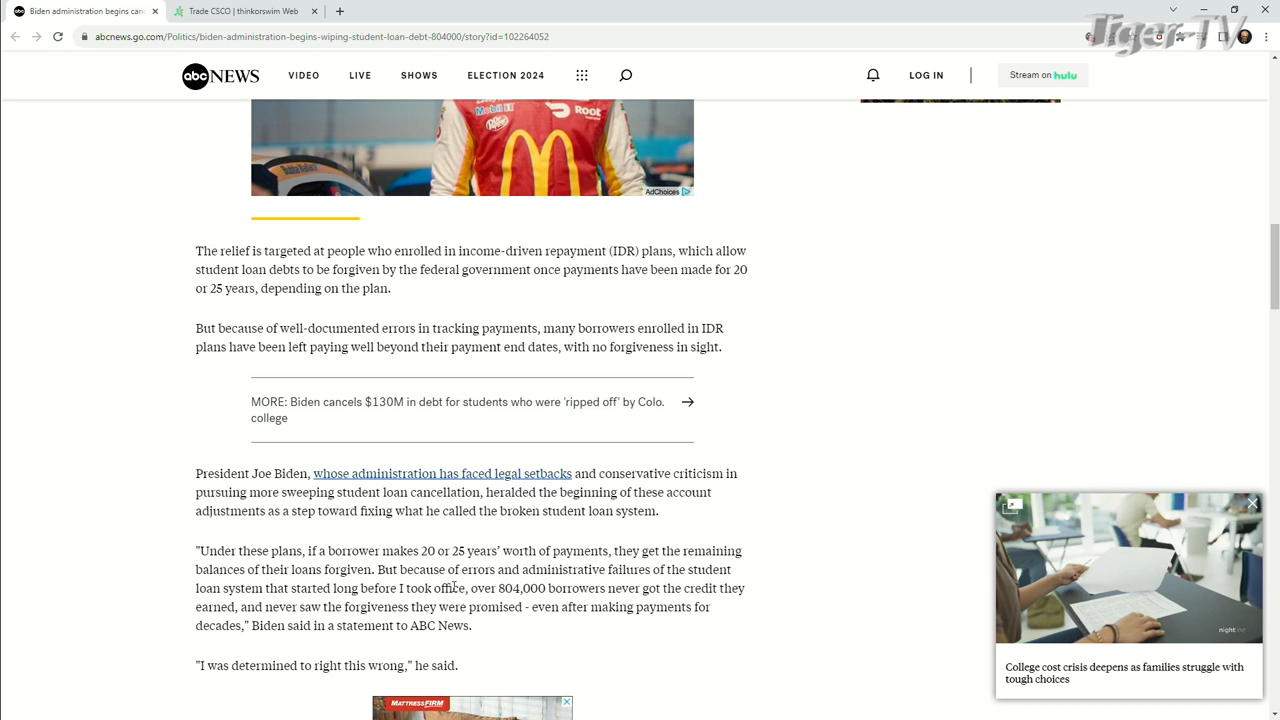 Biden administration begins canc
Trade CSCO | thinkorswim Web
Tiger-TV
abcnews.go.com/Politics/biden-administration-begins-wiping-student-loan-debt-804000/story?id=102264052
abc NEWS
VIDEO
LIVE
SHOWS
ELECTION 2024
LOG IN
Stream on hulu
Mobil 1
DOORDASH
Root
Dr Pepper
AdChoices
The relief is targeted at people who enrolled in income-driven repayment (IDR) plans, which allow
student loan debts to be forgiven by the federal government once payments have been made for 20
or 25 years, depending on the plan.
But because of well-documented errors in tracking payments, many borrowers enrolled in IDR
plans have been left paying well beyond their payment end dates, with no forgiveness in sight.
MORE: Biden cancels $130M in debt for students who were 'ripped off' by Colo.
college
President Joe Biden, whose administration has faced legal setbacks and conservative criticism in
pursuing more sweeping student loan cancellation, heralded the beginning of these account
adjustments as a step toward fixing what he called the broken student loan system.
"Under these plans, if a borrower makes 20 or 25 years’ worth of payments, they get the remaining
balances of their loans forgiven. But because of errors and administrative failures of the student
loan system that started long before I took office, over 804,000 borrowers never got the credit they
earned, and never saw the forgiveness they were promised - even after making payments for
decades," Biden said in a statement to ABC News.
"I was determined to right this wrong," he said.
MATTRESSFIRM
nightline
College cost crisis deepens as families struggle with
tough choices